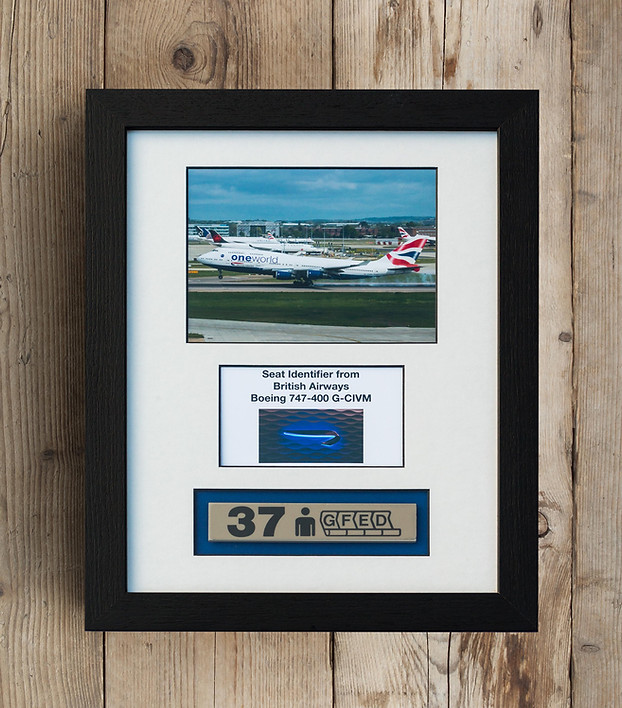 oneworld
Seat Identifier from
British Airways
Boeing 747-400 G-CIVM
37 GFED